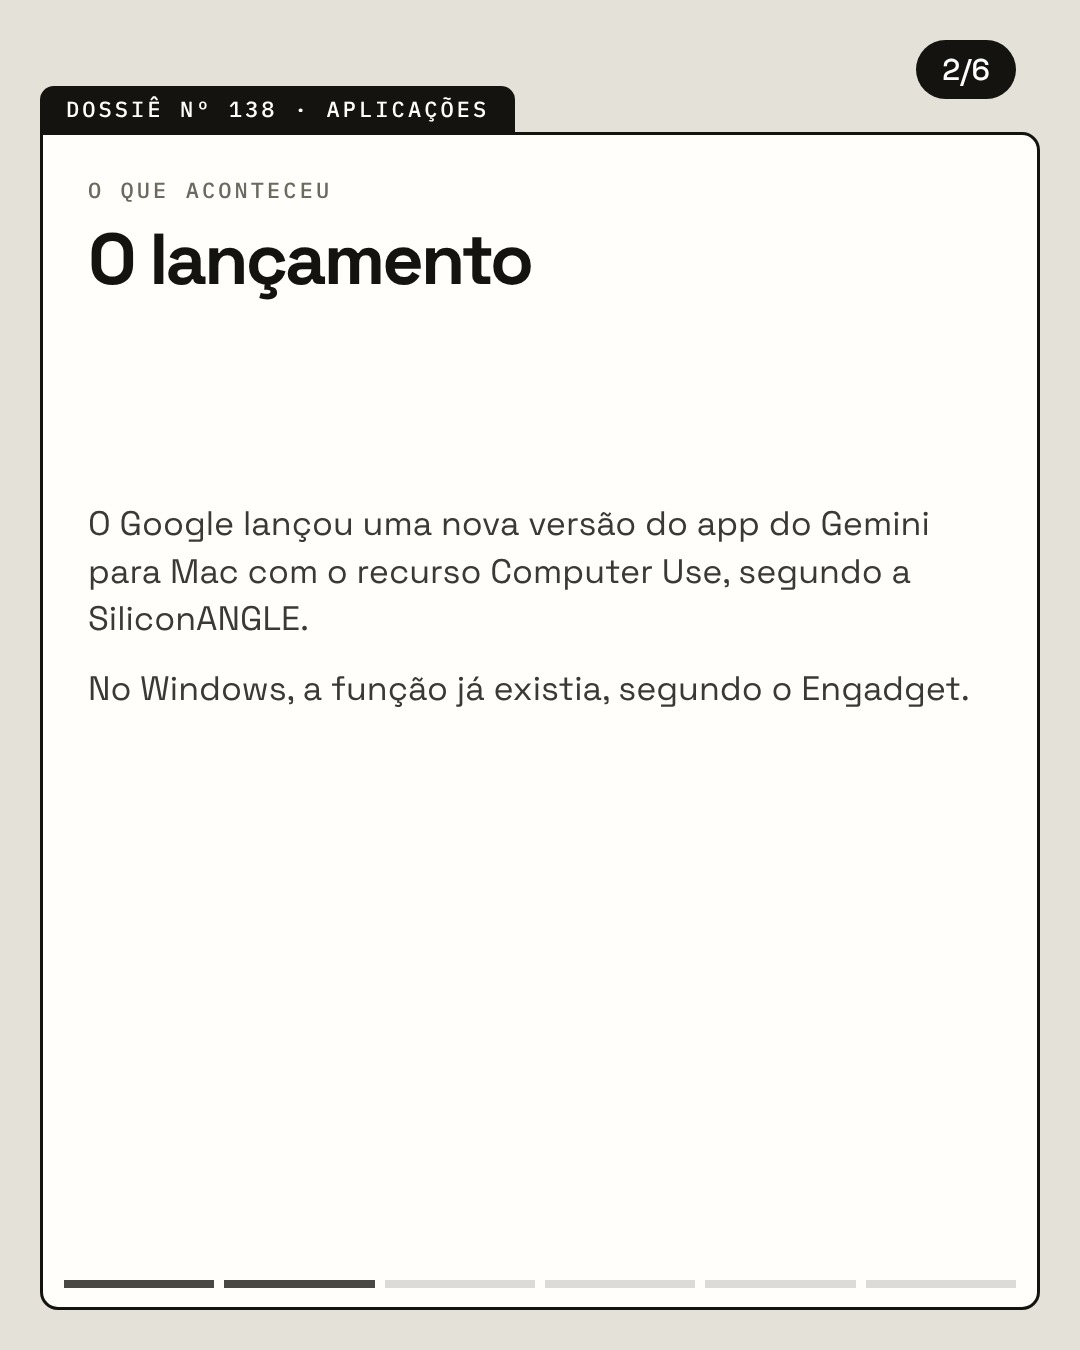 2/6
DOSSIÊ Nº 138 · APLICAÇÕES
O QUE ACONTECEU
O lançamento
O Google lançou uma nova versão do app do Gemini
para Mac com o recurso Computer Use, segundo a
SiliconANGLE.
No Windows, a função já existia, segundo o Engadget.